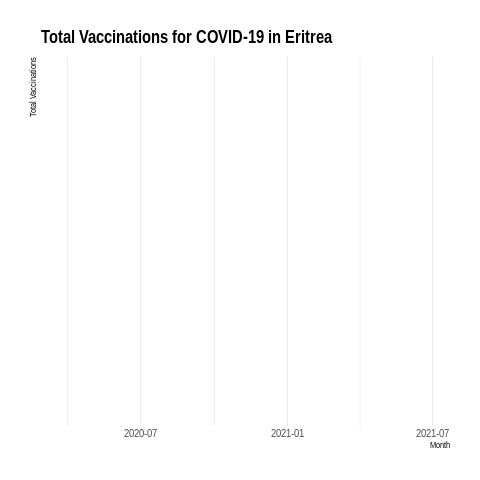 Total Vaccinations for COVID-19 in Eritrea
Total Vaccinations
2020-07
2021-01
2021-07
Month